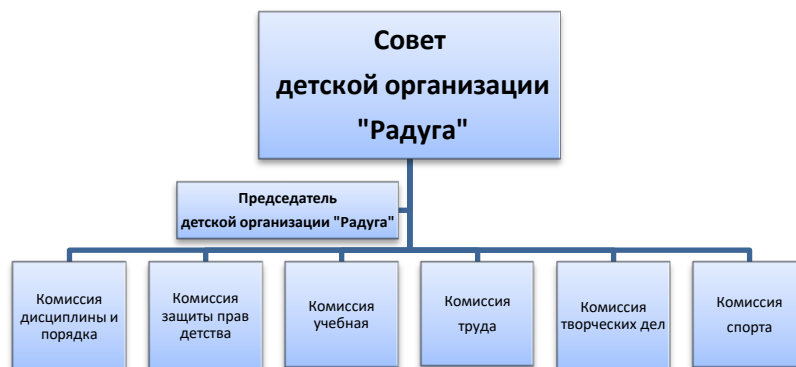 Совет
детской организации
"Радуга"
Председатель
детской организации "Радуга"
Комиссия
дисциплины и
порядка
Комиссия
защиты прав
детства
Комиссия
учебная
Комиссия
труда
Комиссия
творческих дел
Комиссия
спорта